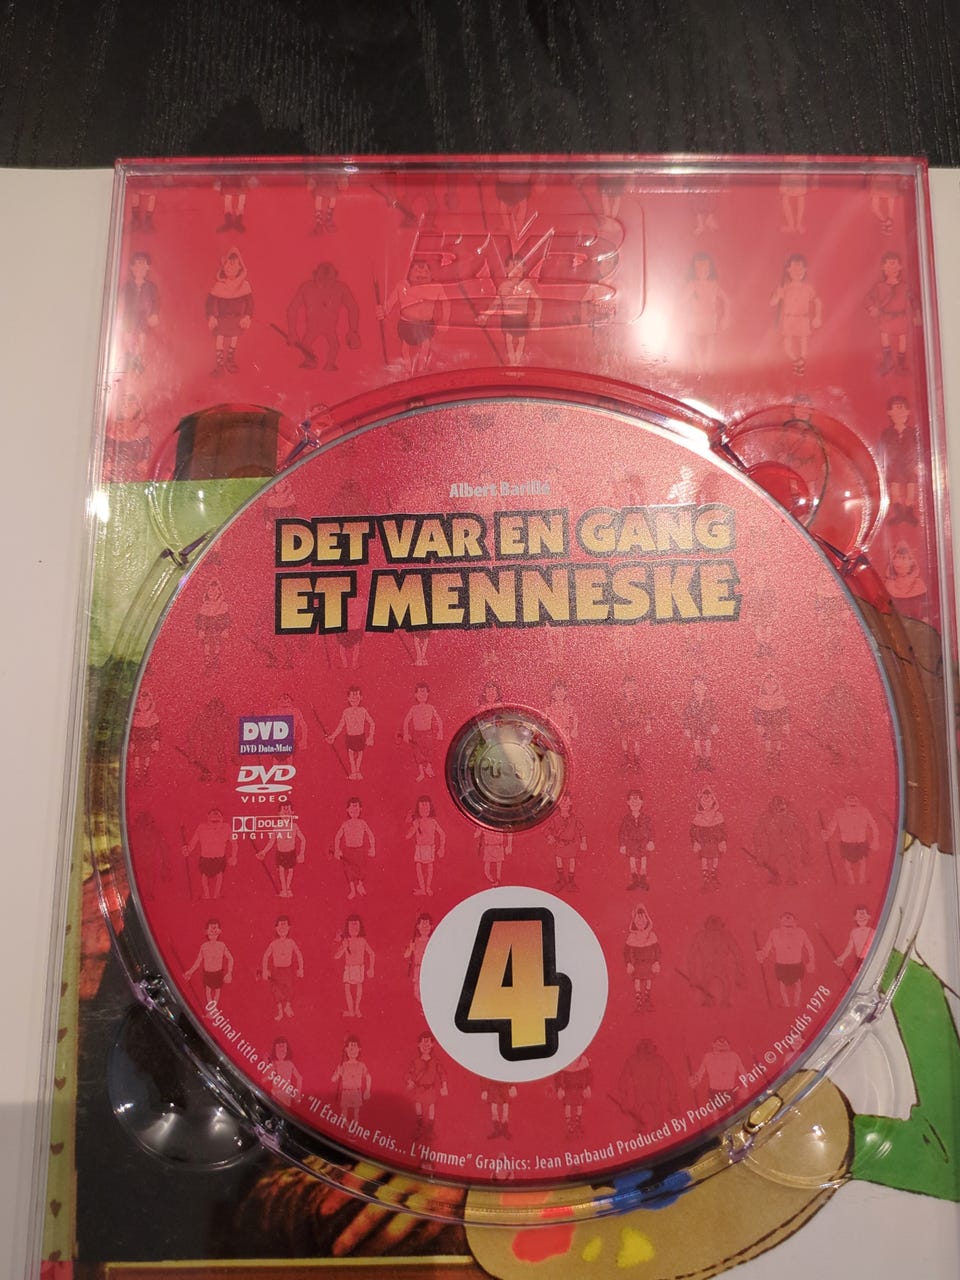 DVD
Albert Barillé
DET VAR EN GANG
ET MENNESKE
DVD
DVD Data-Mate
DVD
VIDEO
DOLBY
DIGITAL
4
Original title of series : "Il Était Une Fois... L'Homme" Graphics: Jean Barbaud Produced By Procidis – Paris © Procidis 1978